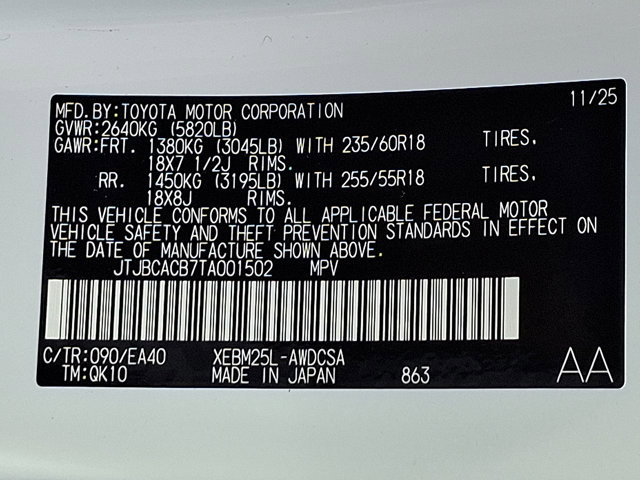 MFD.BY:TOYOTA MOTOR CORPORATION 11/25
GVWR:2640KG (5820LB)
GAWR:FRT. 1380KG (3045LB) WITH 235/60R18 TIRES.
18X7 1/2J RIMS.
RR. 1450KG (3195LB) WITH 255/55R18 TIRES.
18X8J RIMS.
THIS VEHICLE CONFORMS TO ALL APPLICABLE FEDERAL MOTOR
VEHICLE SAFETY AND THEFT PREVENTION STANDARDS IN EFFECT ON
THE DATE OF MANUFACTURE SHOWN ABOVE.
JTJBCACB7TA001502 MPV
C/TR:090/EA40 XEBM25L-AWDCSA
TM:QK10 MADE IN JAPAN 863 AA